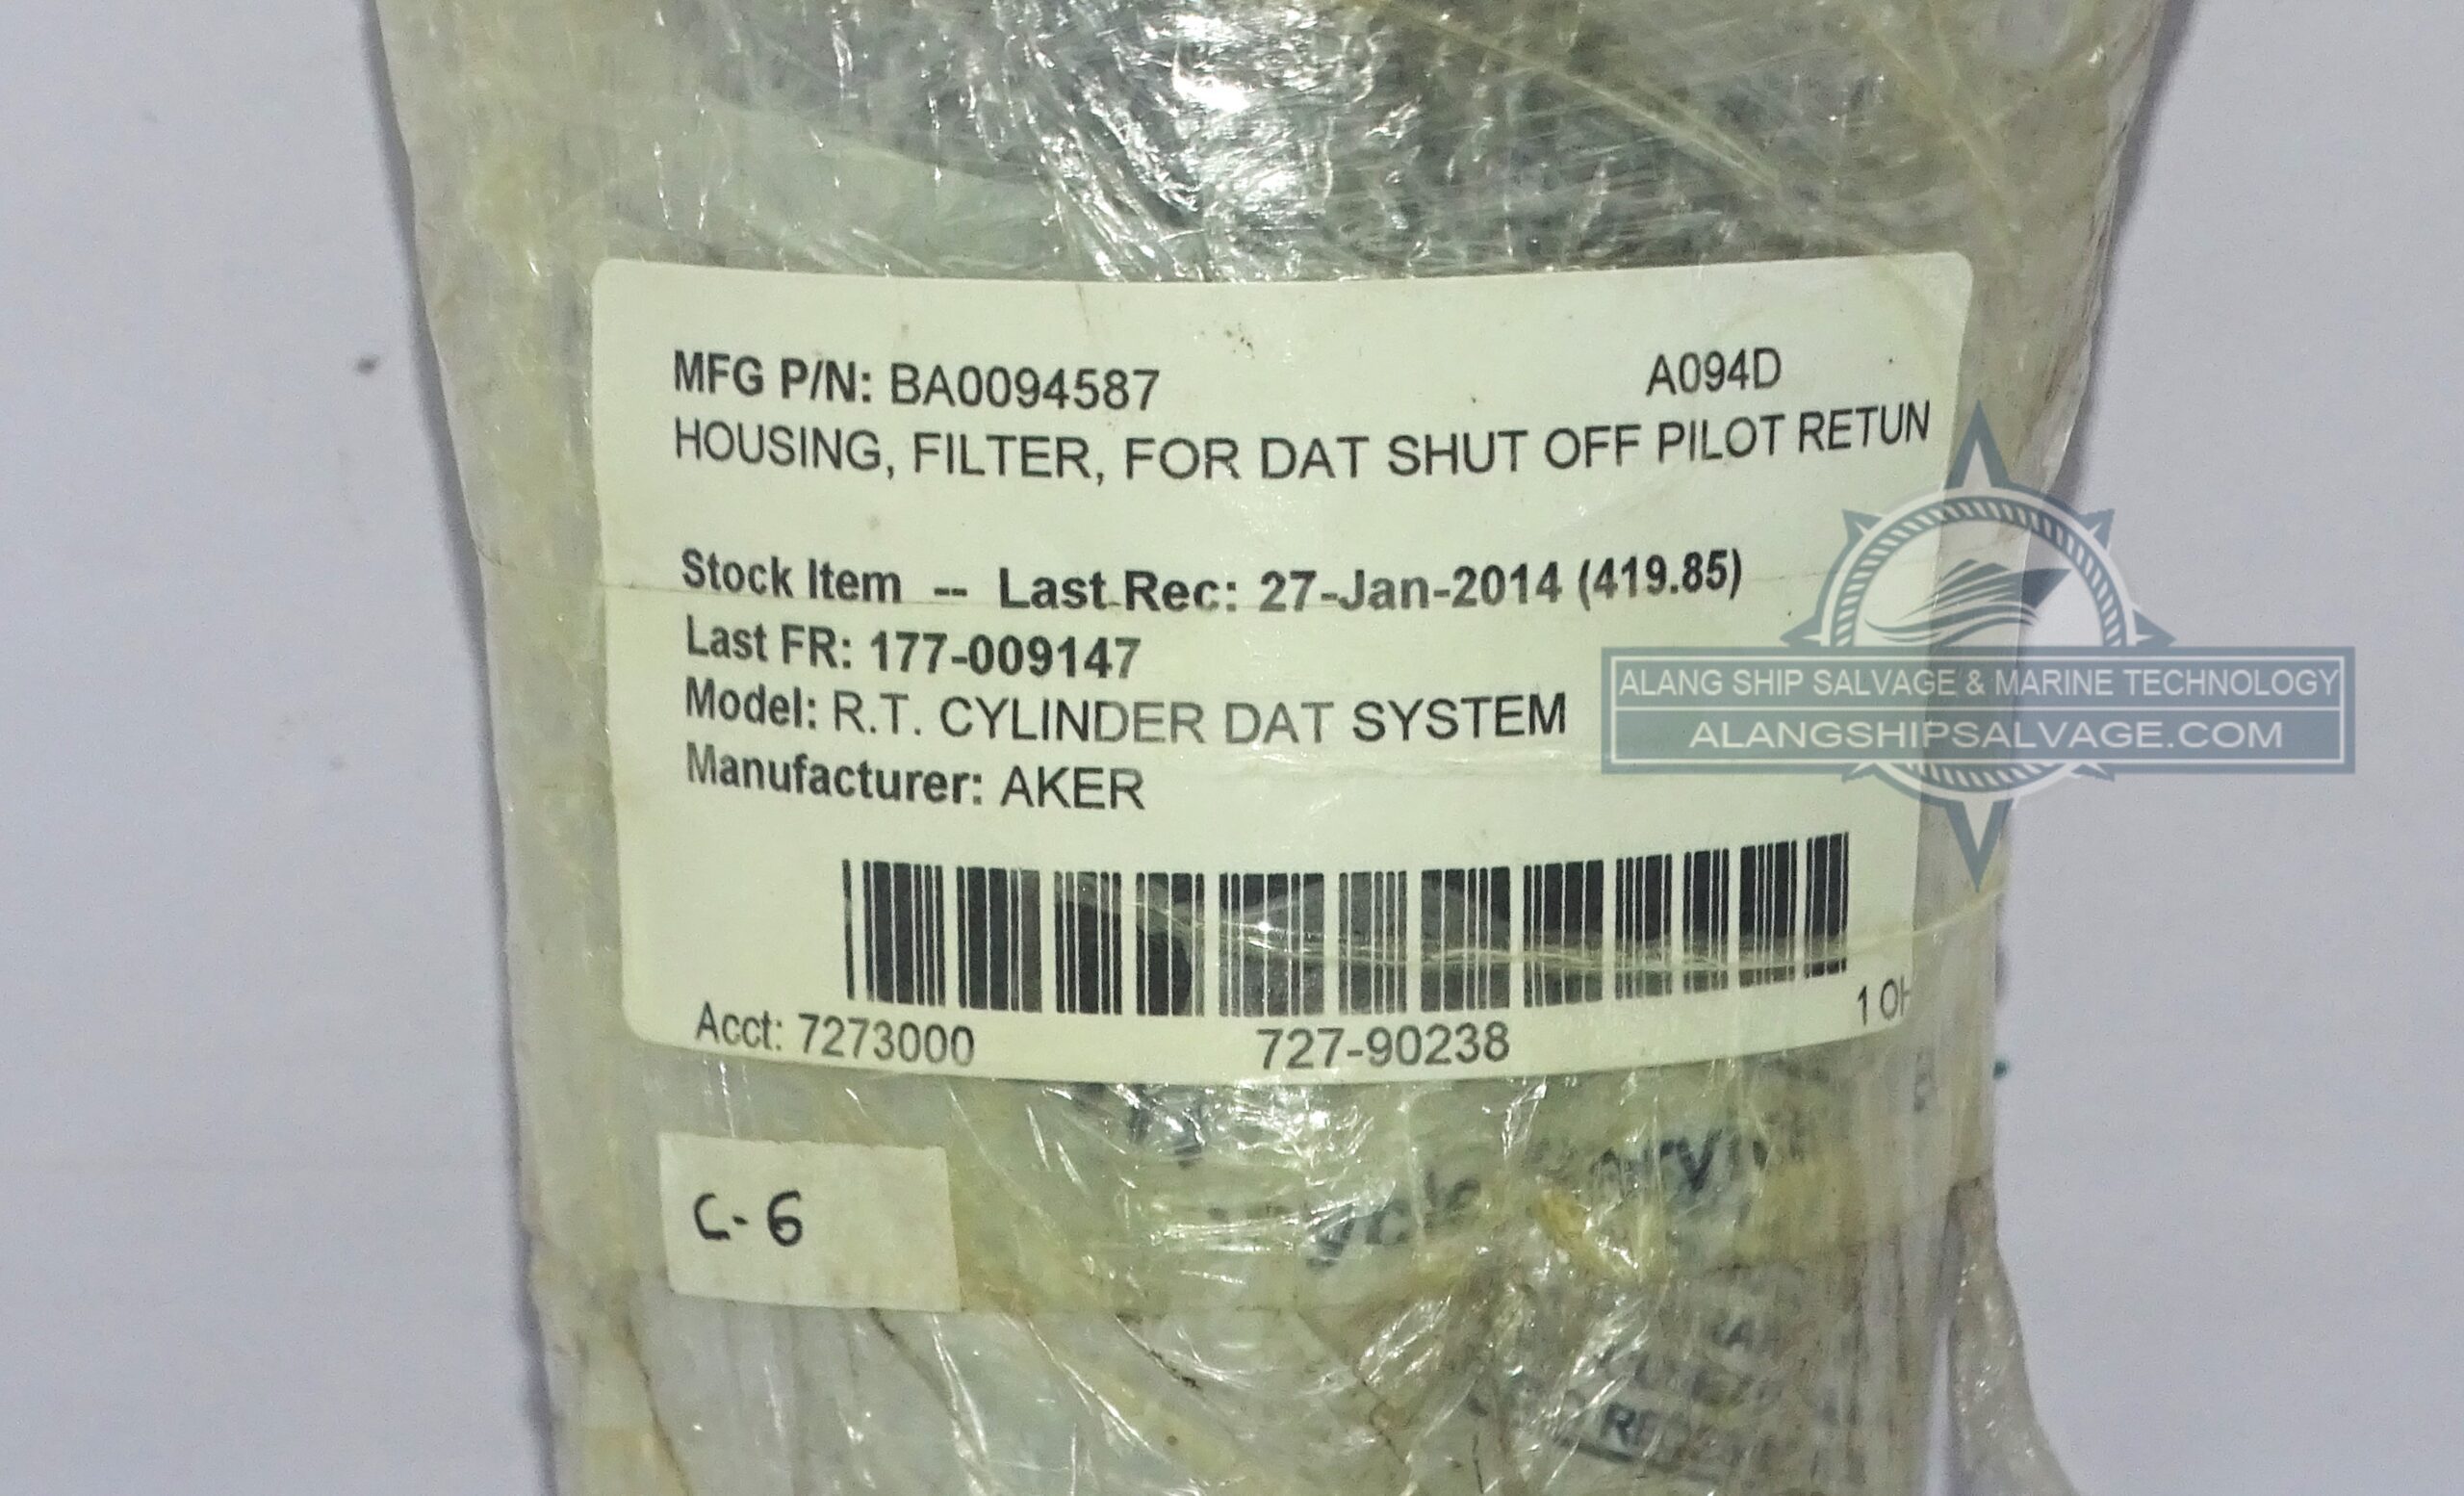 MFG P/N: BA0094587 A094D
HOUSING, FILTER, FOR DAT SHUT OFF PILOT RETUN
Stock Item -- Last Rec: 27-Jan-2014 (419.85)
Last FR: 177-009147
Model: R.T. CYLINDER DAT SYSTEM
Manufacturer: AKER
Acct: 7273000 727-90238 1 OH
C-6
ALANG SHIP SALVAGE & MARINE TECHNOLOGY
ALANGSHIPSALVAGE.COM